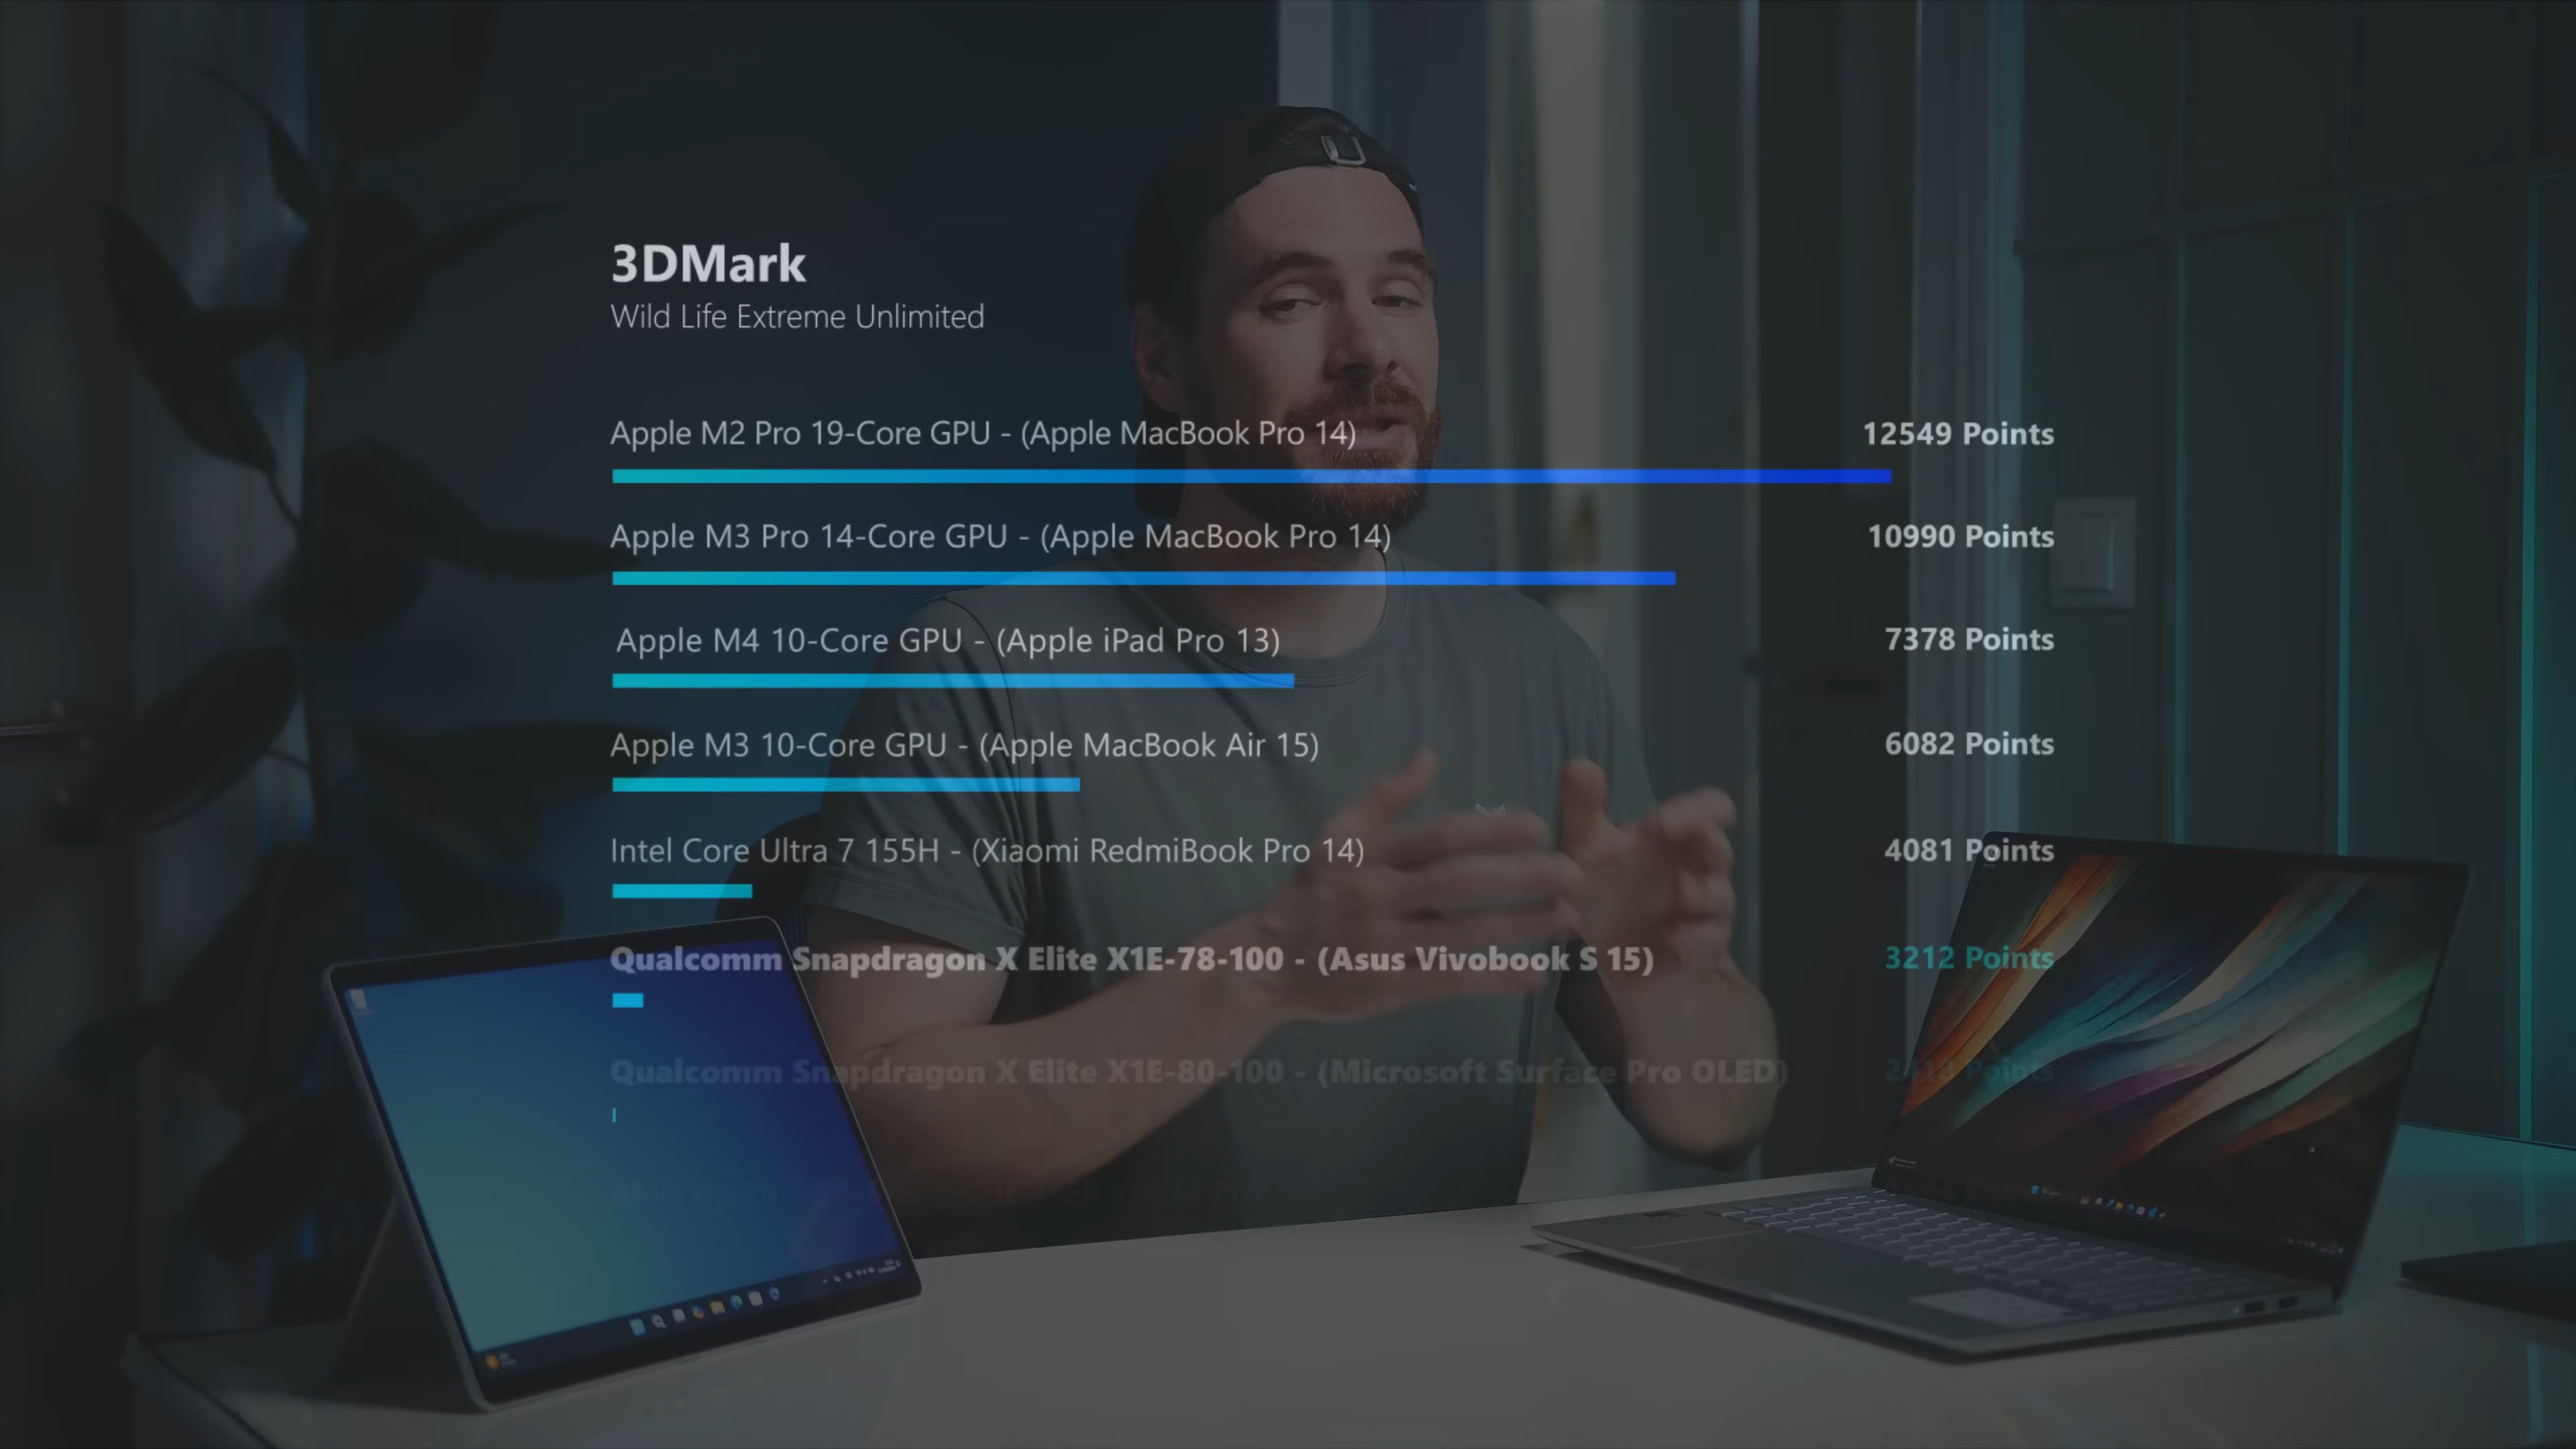 3DMark
Wild Life Extreme Unlimited
Apple M2 Pro 19-Core GPU - (Apple MacBook Pro 14) 12549 Points
Apple M3 Pro 14-Core GPU - (Apple MacBook Pro 14) 10990 Points
Apple M4 10-Core GPU - (Apple iPad Pro 13) 7378 Points
Apple M3 10-Core GPU - (Apple MacBook Air 15) 6082 Points
Intel Core Ultra 7 155H - (Xiaomi RedmiBook Pro 14) 4081 Points
Qualcomm Snapdragon X Elite X1E-78-100 - (Asus Vivobook S 15) 3212 Points
Qualcomm Snapdragon X Elite X1E-80-100 - (Microsoft Surface Pro OLED) Points